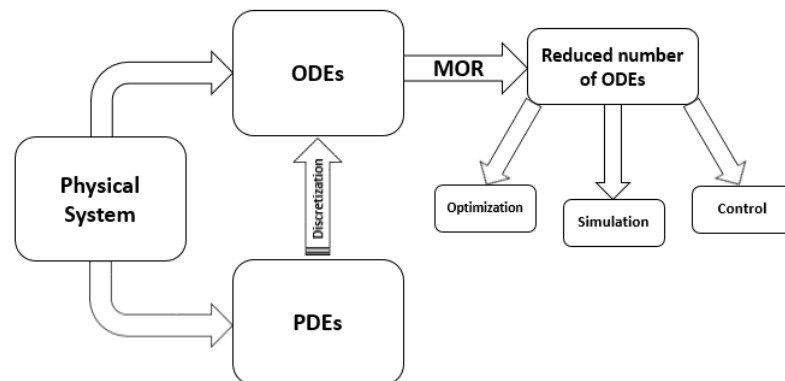 ODEs
MOR
Reduced number
of ODEs
Physical
System
Discretization
Optimization
Simulation
Control
PDEs